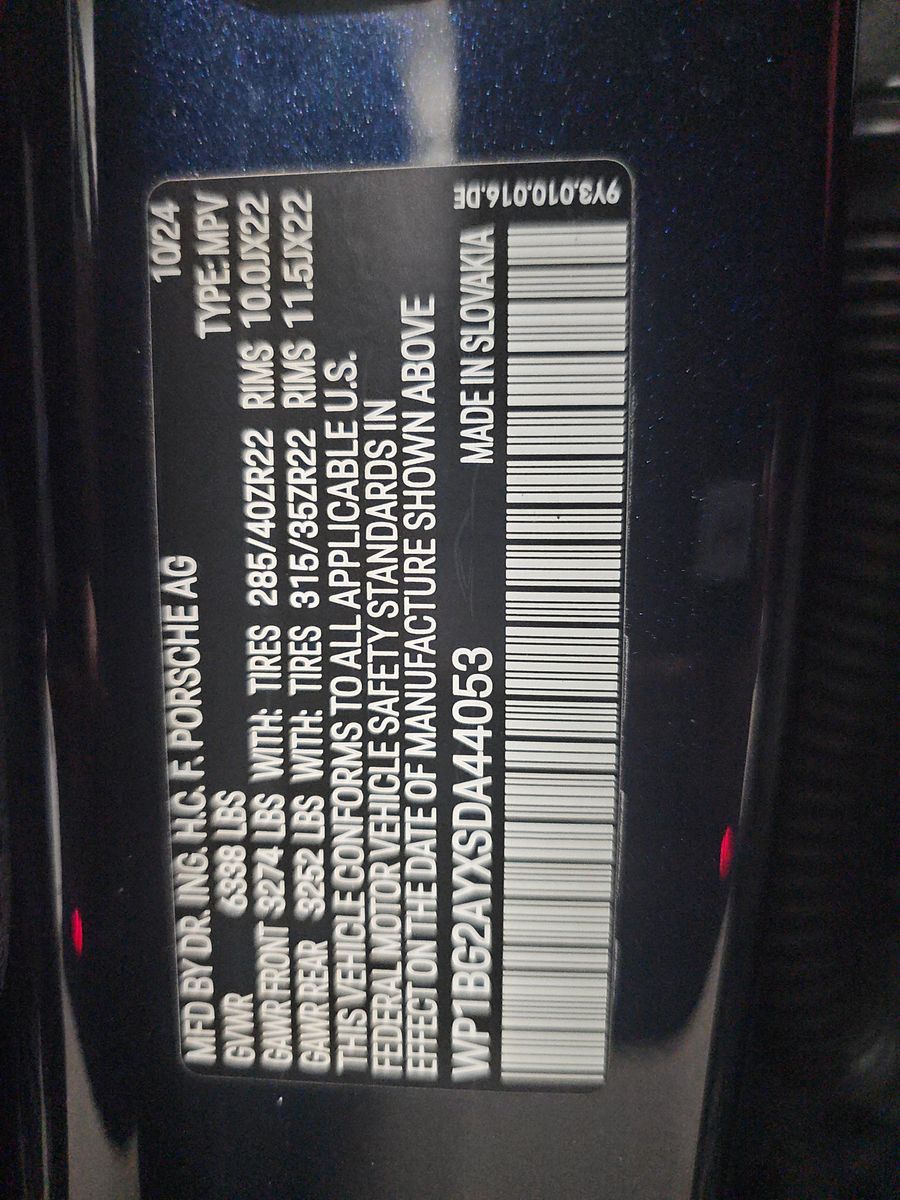 MFD BY DR. ING. H.C. F. PORSCHE AG 10/24
GVWR 6338 LBS TYPE: MPV
GAWR FRONT 3274 LBS WITH: TIRES 285/40ZR22 RIMS 10.0JX22
GAWR REAR 3252 LBS WITH: TIRES 315/35ZR22 RIMS 11.5JX22
THIS VEHICLE CONFORMS TO ALL APPLICABLE U.S.
FEDERAL MOTOR VEHICLE SAFETY STANDARDS IN
EFFECT ON THE DATE OF MANUFACTURE SHOWN ABOVE
WP1BG2AYXSDA44053 MADE IN SLOVAKIA
9Y3.010.016.DE